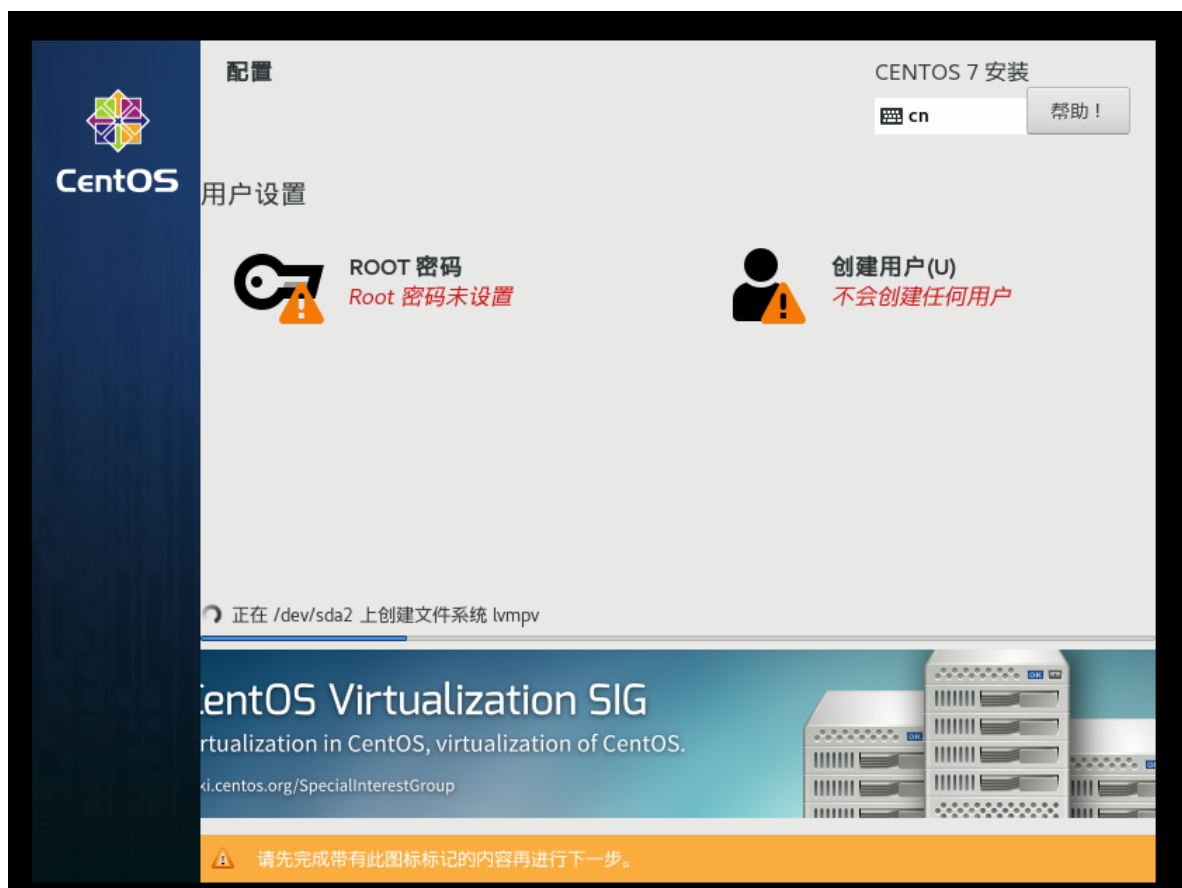 配置
CENTOS 7 安装
cn
帮助！
CentOS
用户设置
ROOT 密码
Root 密码未设置
创建用户(U)
不会创建任何用户
正在 /dev/sda2 上创建文件系统 lvmpv
entOS Virtualization SIG
rtualization in CentOS, virtualization of CentOS.
ki.centos.org/SpecialInterestGroup
OK
OK
请先完成带有此图标标记的内容再进行下一步。